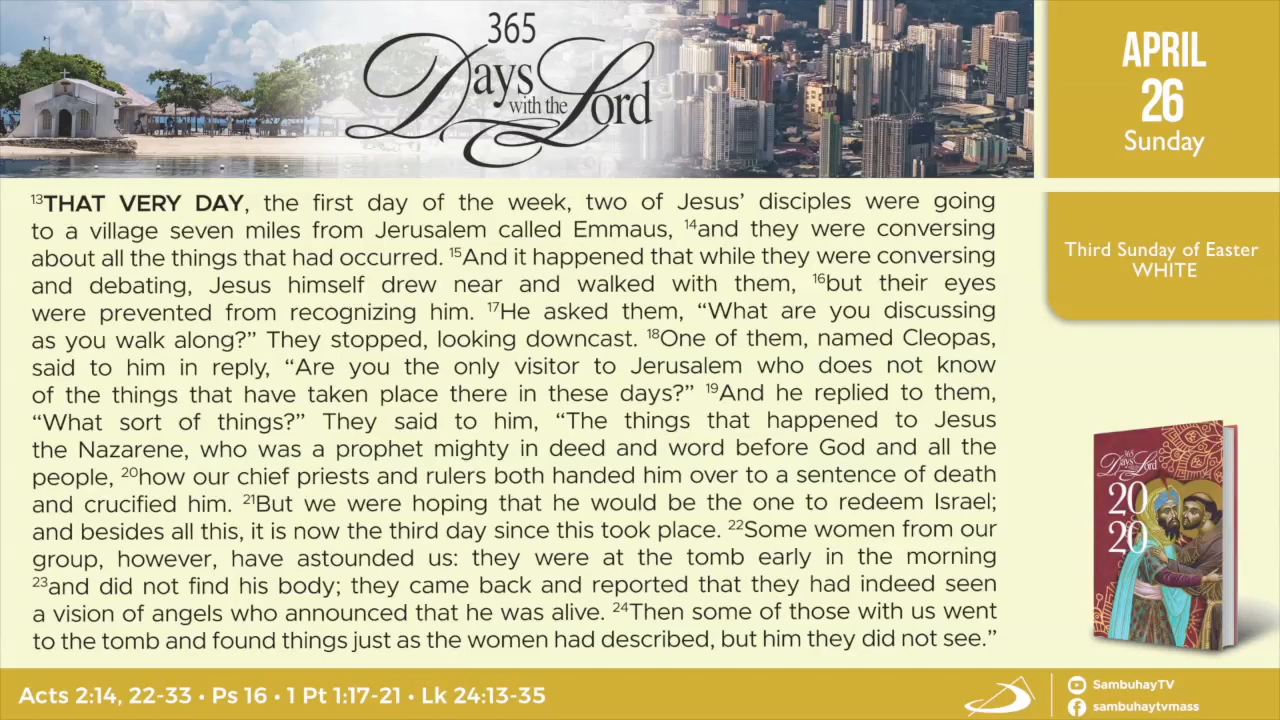 365
Days with the Lord
APRIL
26
Sunday
Third Sunday of Easter
WHITE
¹³THAT VERY DAY, the first day of the week, two of Jesus’ disciples were going
to a village seven miles from Jerusalem called Emmaus, ¹⁴and they were conversing
about all the things that had occurred. ¹⁵And it happened that while they were conversing
and debating, Jesus himself drew near and walked with them, ¹⁶but their eyes
were prevented from recognizing him. ¹⁷He asked them, “What are you discussing
as you walk along?” They stopped, looking downcast. ¹⁸One of them, named Cleopas,
said to him in reply, “Are you the only visitor to Jerusalem who does not know
of the things that have taken place there in these days?” ¹⁹And he replied to them,
“What sort of things?” They said to him, “The things that happened to Jesus
the Nazarene, who was a prophet mighty in deed and word before God and all the
people, ²⁰how our chief priests and rulers both handed him over to a sentence of death
and crucified him. ²¹But we were hoping that he would be the one to redeem Israel;
and besides all this, it is now the third day since this took place. ²²Some women from our
group, however, have astounded us: they were at the tomb early in the morning
²³and did not find his body; they came back and reported that they had indeed seen
a vision of angels who announced that he was alive. ²⁴Then some of those with us went
to the tomb and found things just as the women had described, but him they did not see.”
365
Days with the Lord
20
20
Acts 2:14, 22-33 • Ps 16 • 1 Pt 1:17-21 • Lk 24:13-35
SambuhayTV
sambuhaytvmass